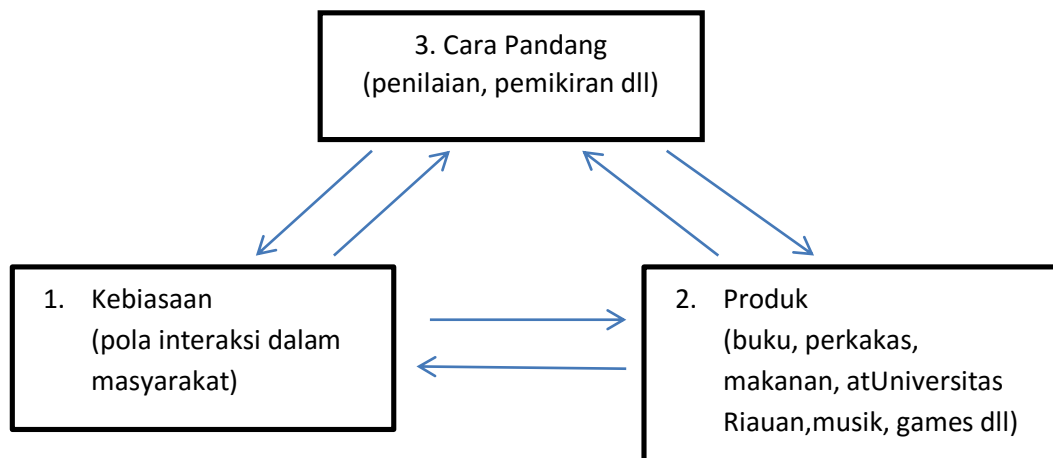 3. Cara Pandang
(penilaian, pemikiran dll)
1. Kebiasaan
(pola interaksi dalam
masyarakat)
2. Produk
(buku, perkakas,
makanan, atUniversitas
Riauan,musik, games dll)